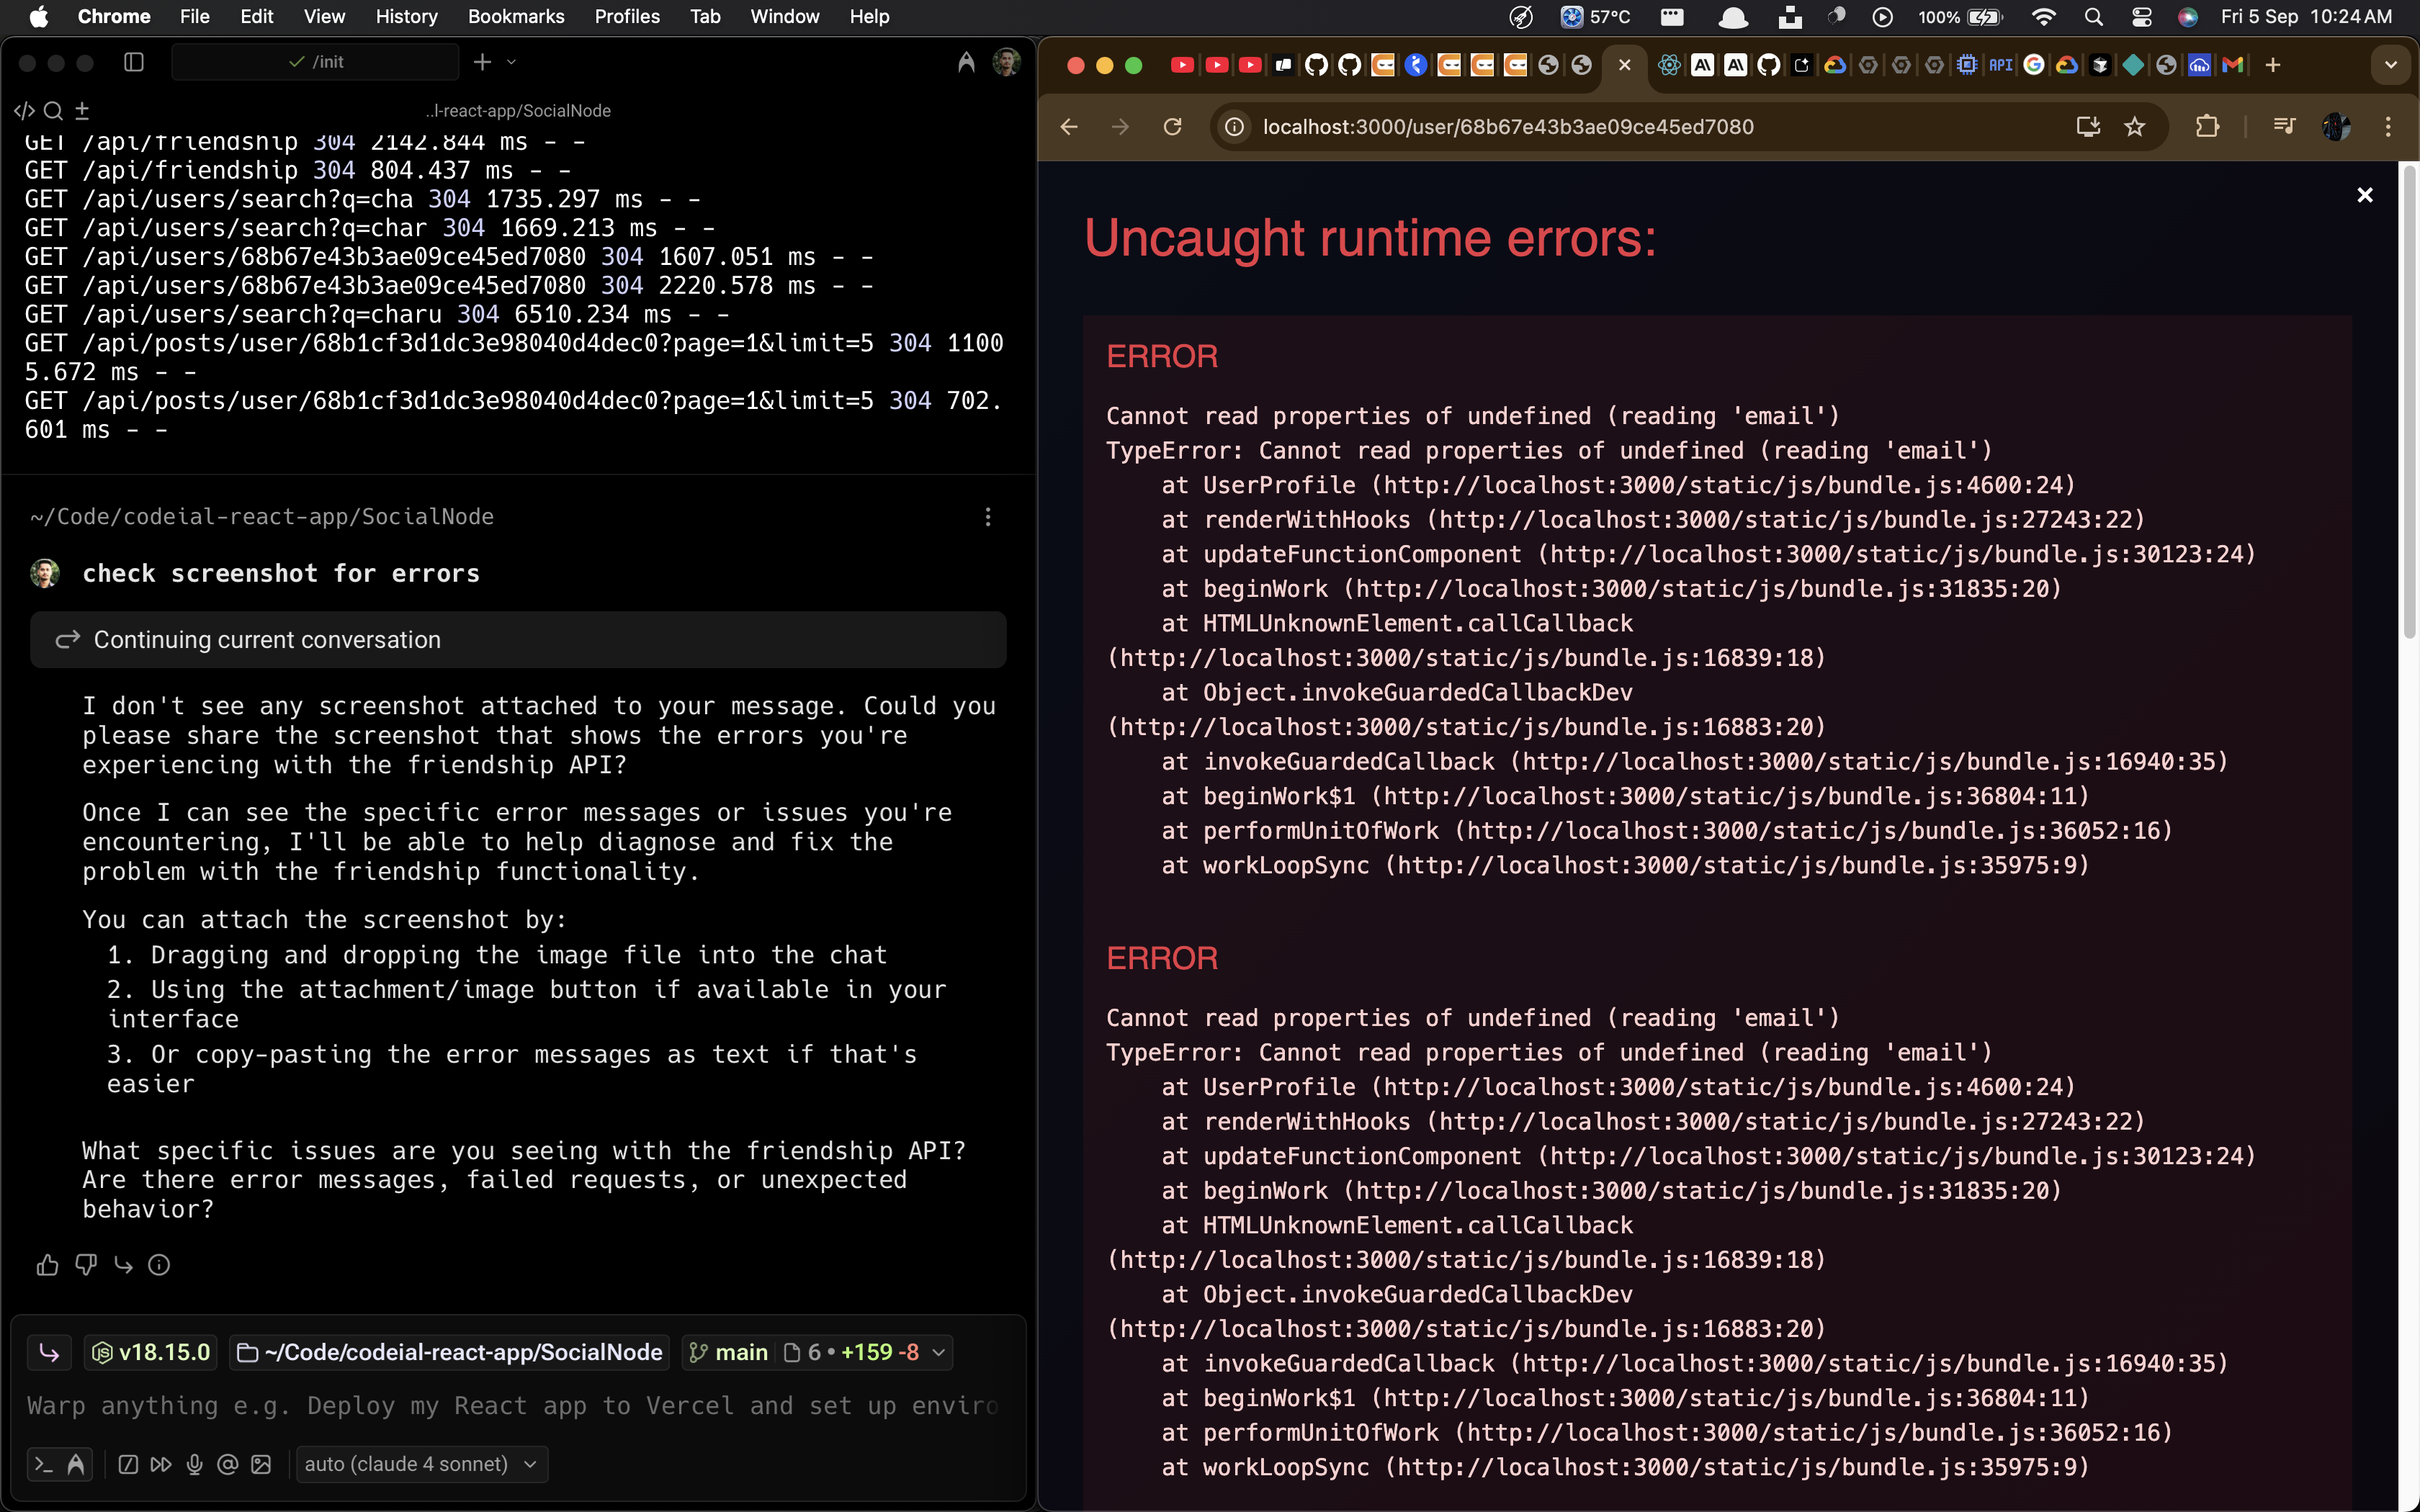 Chrome File Edit View History Bookmarks Profiles Tab Window Help
57°C
100%
Fri 5 Sep 10:24 AM
/init
..l-react-app/SocialNode
GET /api/friendship 304 2142.844 ms - -
GET /api/friendship 304 804.437 ms - -
GET /api/users/search?q=cha 304 1735.297 ms - -
GET /api/users/search?q=char 304 1669.213 ms - -
GET /api/users/68b67e43b3ae09ce45ed7080 304 1607.051 ms - -
GET /api/users/68b67e43b3ae09ce45ed7080 304 2220.578 ms - -
GET /api/users/search?q=charu 304 6510.234 ms - -
GET /api/posts/user/68b1cf3d1dc3e98040d4dec0?page=1&limit=5 304 1100
5.672 ms - -
GET /api/posts/user/68b1cf3d1dc3e98040d4dec0?page=1&limit=5 304 702.
601 ms - -
~/Code/codeial-react-app/SocialNode
check screenshot for errors
Continuing current conversation
I don't see any screenshot attached to your message. Could you
please share the screenshot that shows the errors you're
experiencing with the friendship API?
Once I can see the specific error messages or issues you're
encountering, I'll be able to help diagnose and fix the
problem with the friendship functionality.
You can attach the screenshot by:
1. Dragging and dropping the image file into the chat
2. Using the attachment/image button if available in your
interface
3. Or copy-pasting the error messages as text if that's
easier
What specific issues are you seeing with the friendship API?
Are there error messages, failed requests, or unexpected
behavior?
v18.15.0 ~/Code/codeial-react-app/SocialNode main 6 • +159 -8
Warp anything e.g. Deploy my React app to Vercel and set up enviro
auto (claude 4 sonnet)
API
localhost:3000/user/68b67e43b3ae09ce45ed7080
Uncaught runtime errors:
ERROR
Cannot read properties of undefined (reading 'email')
TypeError: Cannot read properties of undefined (reading 'email')
at UserProfile (http://localhost:3000/static/js/bundle.js:4600:24)
at renderWithHooks (http://localhost:3000/static/js/bundle.js:27243:22)
at updateFunctionComponent (http://localhost:3000/static/js/bundle.js:30123:24)
at beginWork (http://localhost:3000/static/js/bundle.js:31835:20)
at HTMLUnknownElement.callCallback
(http://localhost:3000/static/js/bundle.js:16839:18)
at Object.invokeGuardedCallbackDev
(http://localhost:3000/static/js/bundle.js:16883:20)
at invokeGuardedCallback (http://localhost:3000/static/js/bundle.js:16940:35)
at beginWork$1 (http://localhost:3000/static/js/bundle.js:36804:11)
at performUnitOfWork (http://localhost:3000/static/js/bundle.js:36052:16)
at workLoopSync (http://localhost:3000/static/js/bundle.js:35975:9)
ERROR
Cannot read properties of undefined (reading 'email')
TypeError: Cannot read properties of undefined (reading 'email')
at UserProfile (http://localhost:3000/static/js/bundle.js:4600:24)
at renderWithHooks (http://localhost:3000/static/js/bundle.js:27243:22)
at updateFunctionComponent (http://localhost:3000/static/js/bundle.js:30123:24)
at beginWork (http://localhost:3000/static/js/bundle.js:31835:20)
at HTMLUnknownElement.callCallback
(http://localhost:3000/static/js/bundle.js:16839:18)
at Object.invokeGuardedCallbackDev
(http://localhost:3000/static/js/bundle.js:16883:20)
at invokeGuardedCallback (http://localhost:3000/static/js/bundle.js:16940:35)
at beginWork$1 (http://localhost:3000/static/js/bundle.js:36804:11)
at performUnitOfWork (http://localhost:3000/static/js/bundle.js:36052:16)
at workLoopSync (http://localhost:3000/static/js/bundle.js:35975:9)